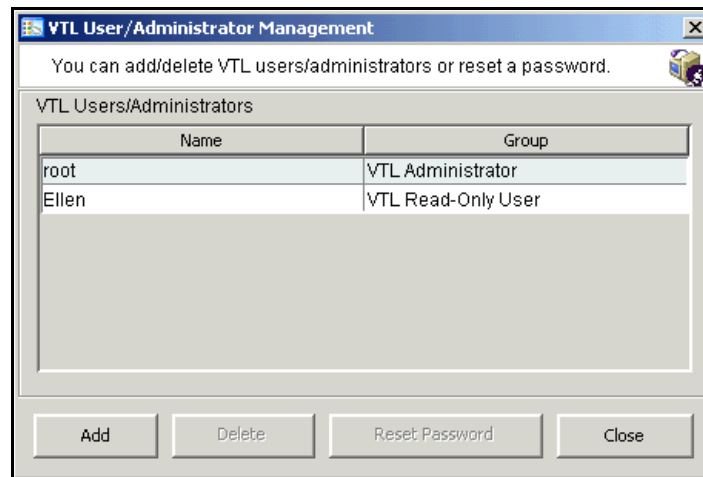 VTL User/Administrator Management
You can add/delete VTL users/administrators or reset a password.
VTL Users/Administrators
Name Group
root VTL Administrator
Ellen VTL Read-Only User
Add Delete Reset Password Close